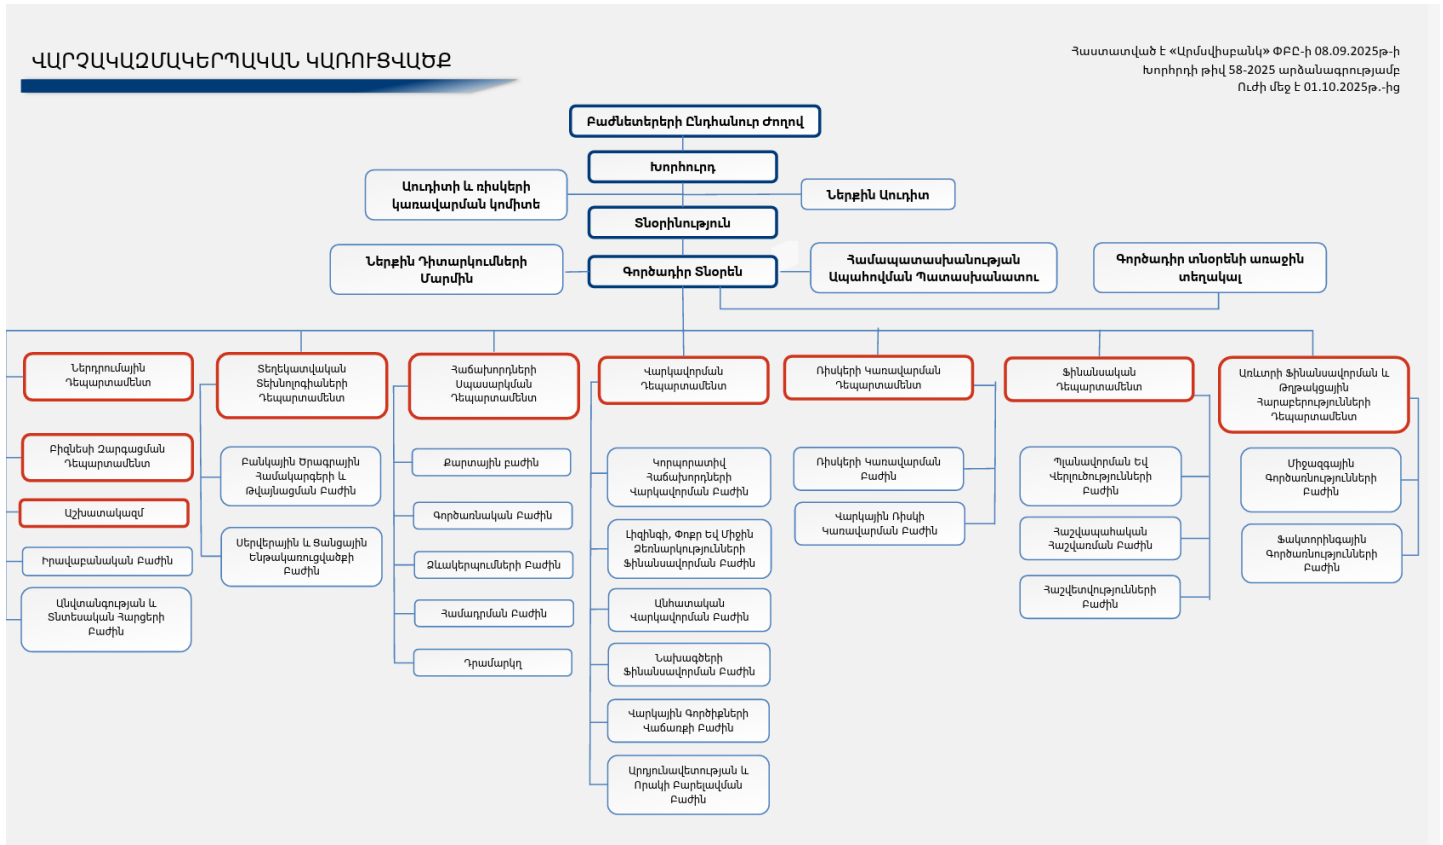 ՎԱՐՉԱԿԱԶՄԱԿԵՐՊԱԿԱՆ ԿԱՌՈՒՑՎԱԾՔ
Հաստատված է «Արմսվիսբանկ» ՓԲԸ-ի 08.09.2025թ-ի
Խորհրդի թիվ 58-2025 արձանագրությամբ
Ուժի մեջ է 01.10.2025թ.-ից
Բաժնետերերի Ընդհանուր Ժողով
Խորհուրդ
Աուդիտի և ռիսկերի
կառավարման կոմիտե
Ներքին Աուդիտ
Տնօրինություն
Ներքին Դիտարկումների
Մարմին
Գործադիր Տնօրեն
Համապատասխանության
Ապահովման Պատասխանատու
Գործադիր տնօրենի առաջին
տեղակալ
Ներդրումային
Դեպարտամենտ
Բիզնեսի Զարգացման
Դեպարտամենտ
Աշխատակազմ
Իրավաբանական Բաժին
Անվտանգության և
Տնտեսական Հարցերի
Բաժին
Տեղեկատվական
Տեխնոլոգիաների
Դեպարտամենտ
Բանկային Ծրագրային
Համակարգերի և
Թվայնացման Բաժին
Սերվերային և Ցանցային
Ենթակառուցվածքի
Բաժին
Հաճախորդների
Սպասարկման
Դեպարտամենտ
Քարտային բաժին
Գործառնական Բաժին
Ձևակերպումների Բաժին
Համադրման Բաժին
Դրամարկղ
Վարկավորման
Դեպարտամենտ
Կորպորատիվ
Հաճախորդների
Վարկավորման Բաժին
Լիզինգի, Փոքր Եվ Միջին
Ձեռնարկությունների
Ֆինանսավորման Բաժին
Անհատական
Վարկավորման Բաժին
Նախագծերի
Ֆինանսավորման Բաժին
Վարկային Գործիքների
Վաճառքի Բաժին
Արդյունավետության և
Որակի Բարելավման
Բաժին
Ռիսկերի Կառավարման
Դեպարտամենտ
Ռիսկերի Կառավարման
Բաժին
Վարկային Ռիսկի
Կառավարման Բաժին
Ֆինանսական
Դեպարտամենտ
Պլանավորման Եվ
Վերլուծությունների
Բաժին
Հաշվապահական
Հաշվառման Բաժին
Հաշվետվությունների
Բաժին
Առևտրի Ֆինանսավորման և
Թղթակցային
Հարաբերությունների
Դեպարտամենտ
Միջազգային
Գործառնությունների
Բաժին
Ֆակտորինգային
Գործառնությունների
Բաժին